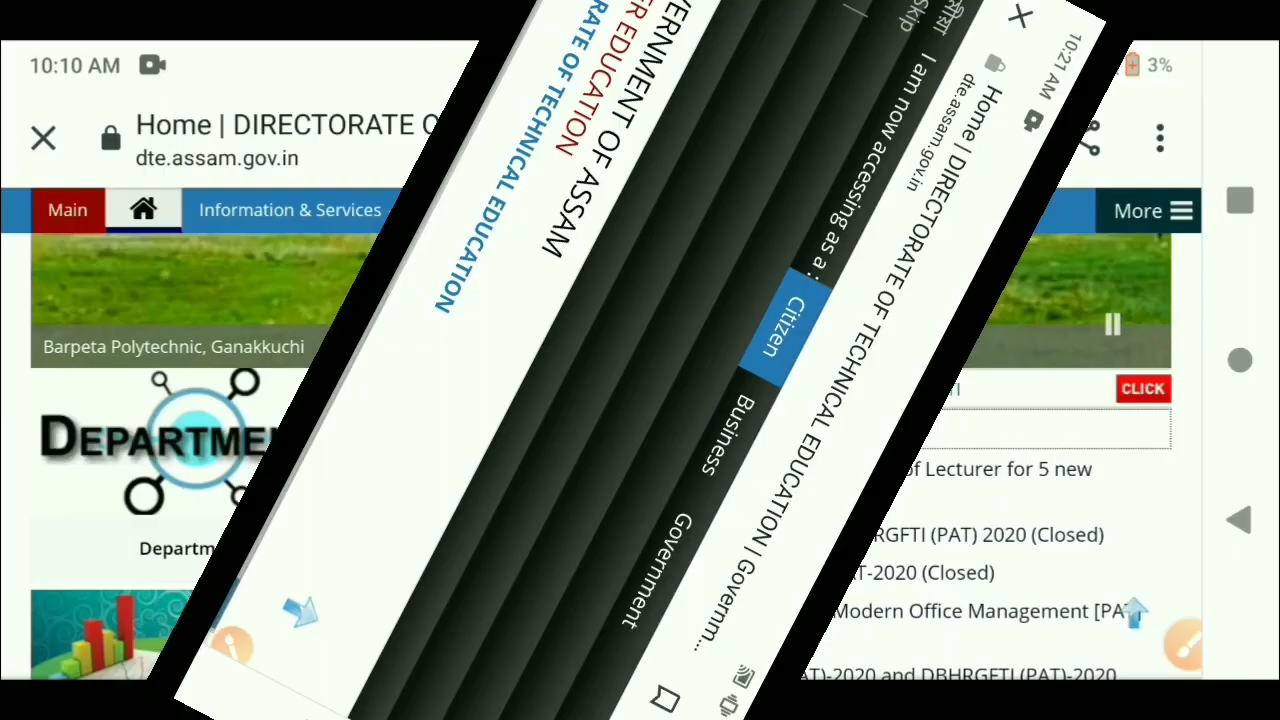 10:10 AM
3%
Home | DIRECTORATE O
dte.assam.gov.in
Main
Information & Services
More
Barpeta Polytechnic, Ganakkuchi
CLICK
of Lecturer for 5 new
RGFTI (PAT) 2020 (Closed)
T-2020 (Closed)
Modern Office Management [PAT
AT)-2020 and DBHRGFTI(PAT)-2020
DEPARTME
Departm
10:21 AM
Home | DIRECTORATE OF TECHNICAL EDUCATION | Governm...
dte.assam.gov.in
Skip
I am now accessing as a :
Citizen
Business
Government
VERNMENT OF ASSAM
ER EDUCATION
RATE OF TECHNICAL EDUCATION